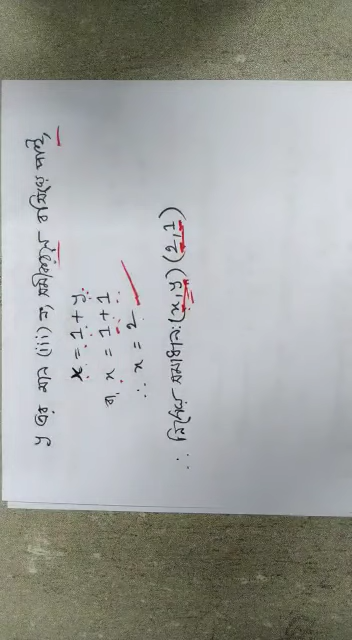 y এর মান (iii) নং সমীকরণে বসিয়ে পাই,
x = 1 + y
বা, x = 1 + 1
∴ x = 2
∴ নির্ণেয় সমাধান: (x, y) (2, 1)